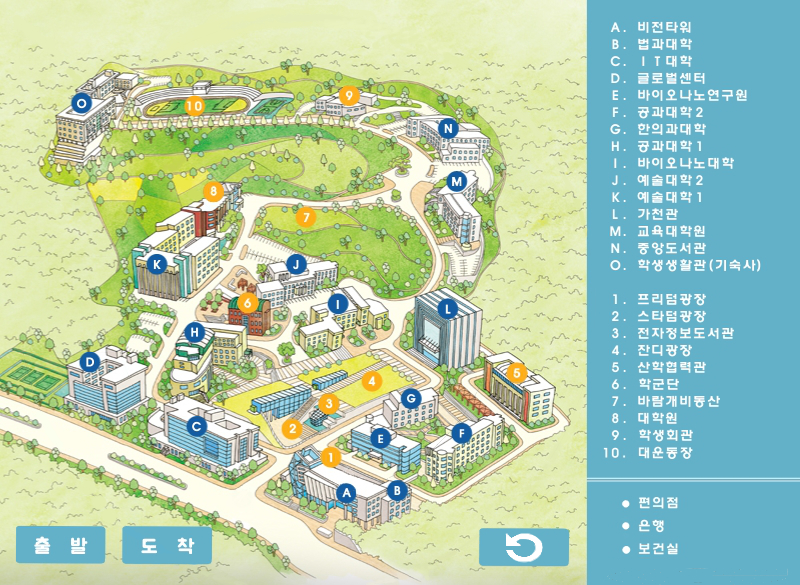 A. 비전타워
B. 법과대학
C. IT대학
D. 글로벌센터
E. 바이오나노연구원
F. 공과대학2
G. 한의과대학
H. 공과대학1
I. 바이오나노대학
J. 예술대학2
K. 예술대학1
L. 가천관
M. 교육대학원
N. 중앙도서관
O. 학생생활관(기숙사)
1. 프리덤광장
2. 스타덤광장
3. 전자정보도서관
4. 잔디광장
5. 산학협력관
6. 학군단
7. 바람개비동산
8. 대학원
9. 학생회관
10. 대운동장
편의점
은행
보건실
O
10
9
N
M
8
7
K
J
6
I
L
H
D
4
5
3
G
C
2
E
F
1
A
B
출 발
도 착